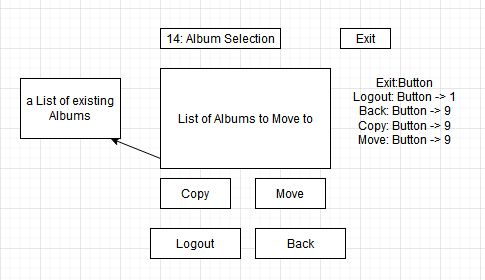 14: Album Selection
Exit
a List of existing
Albums
List of Albums to Move to
Exit:Button
Logout: Button -> 1
Back: Button -> 9
Copy: Button -> 9
Move: Button -> 9
Copy
Move
Logout
Back